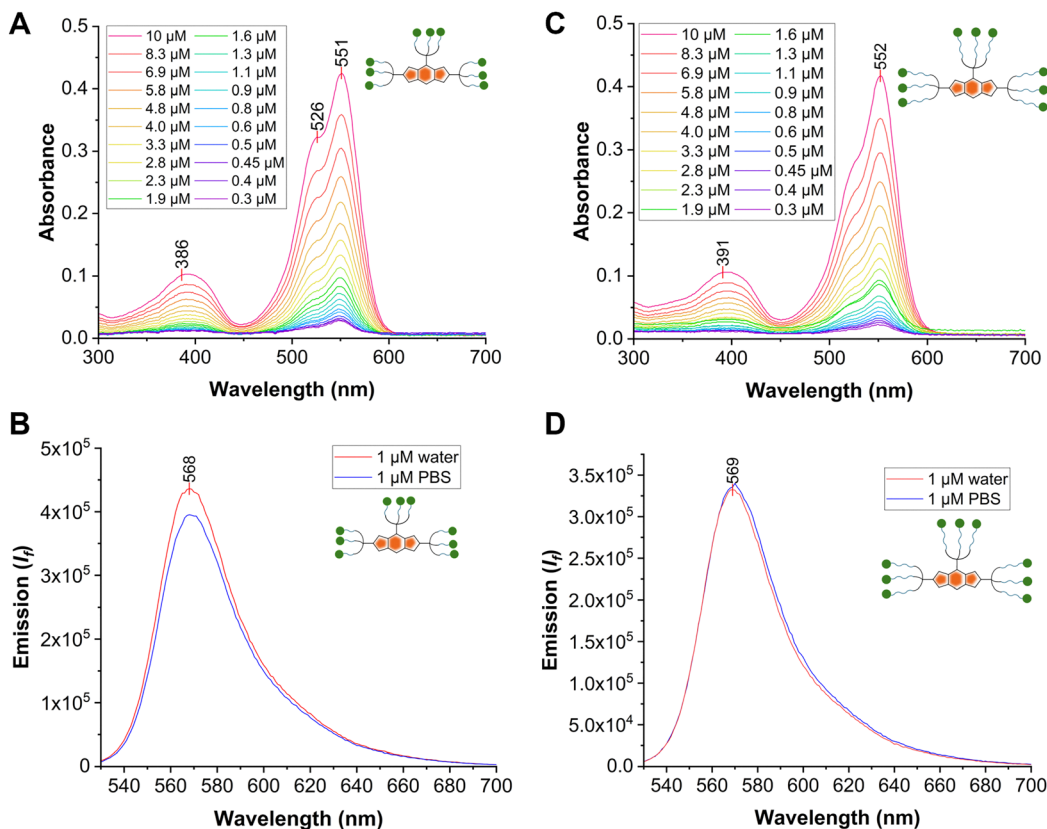 A
10 µM 1.6 µM
8.3 µM 1.3 µM
6.9 µM 1.1 µM
5.8 µM 0.9 µM
4.8 µM 0.8 µM
4.0 µM 0.6 µM
3.3 µM 0.5 µM
2.8 µM 0.45 µM
2.3 µM 0.4 µM
1.9 µM 0.3 µM
551
526
386
0.5
0.4
0.3
0.2
0.1
0.0
Absorbance
300 400 500 600 700
Wavelength (nm)
C
10 µM 1.6 µM
8.3 µM 1.3 µM
6.9 µM 1.1 µM
5.8 µM 0.9 µM
4.8 µM 0.8 µM
4.0 µM 0.6 µM
3.3 µM 0.5 µM
2.8 µM 0.45 µM
2.3 µM 0.4 µM
1.9 µM 0.3 µM
552
391
0.5
0.4
0.3
0.2
0.1
0.0
Absorbance
300 400 500 600 700
Wavelength (nm)
B
1 µM water
1 µM PBS
568
5x10⁵
4x10⁵
3x10⁵
2x10⁵
1x10⁵
0
Emission (If)
540 560 580 600 620 640 660 680 700
Wavelength (nm)
D
1 µM water
1 µM PBS
569
3.5x10⁵
3.0x10⁵
2.5x10⁵
2.0x10⁵
1.5x10⁵
1.0x10⁵
5.0x10⁴
0.0
Emission (If)
540 560 580 600 620 640 660 680 700
Wavelength (nm)